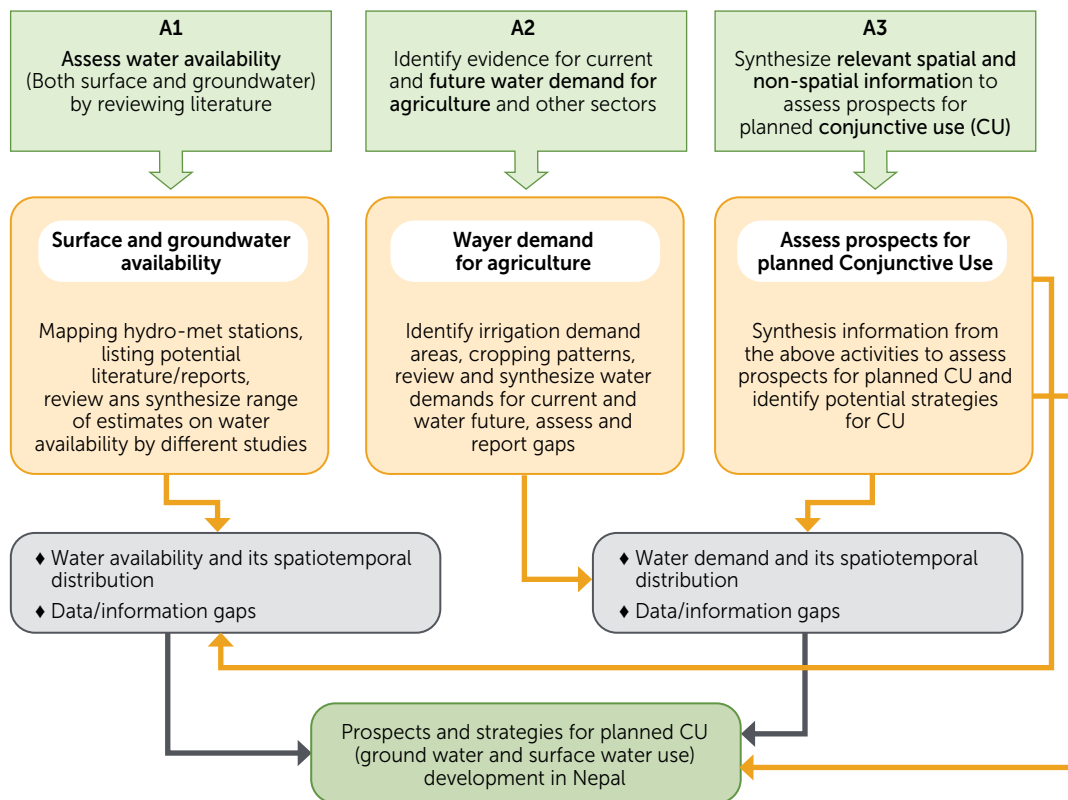 A1
Assess water availability
(Both surface and groundwater)
by reviewing literature
A2
Identify evidence for current
and future water demand for
agriculture and other sectors
A3
Synthesize relevant spatial and
non-spatial information to
assess prospects for
planned conjunctive use (CU)
Surface and groundwater
availability
Mapping hydro-met stations,
listing potential
literature/reports,
review ans synthesize range
of estimates on water
availability by different studies
Wayer demand
for agriculture
Identify irrigation demand
areas, cropping patterns,
review and synthesize water
demands for current and
water future, assess and
report gaps
Assess prospects for
planned Conjunctive Use
Synthesis information from
the above activities to assess
prospects for planned CU and
identify potential strategies
for CU
♦ Water availability and its spatiotemporal
distribution
♦ Data/information gaps
♦ Water demand and its spatiotemporal
distribution
♦ Data/information gaps
Prospects and strategies for planned CU
(ground water and surface water use)
development in Nepal